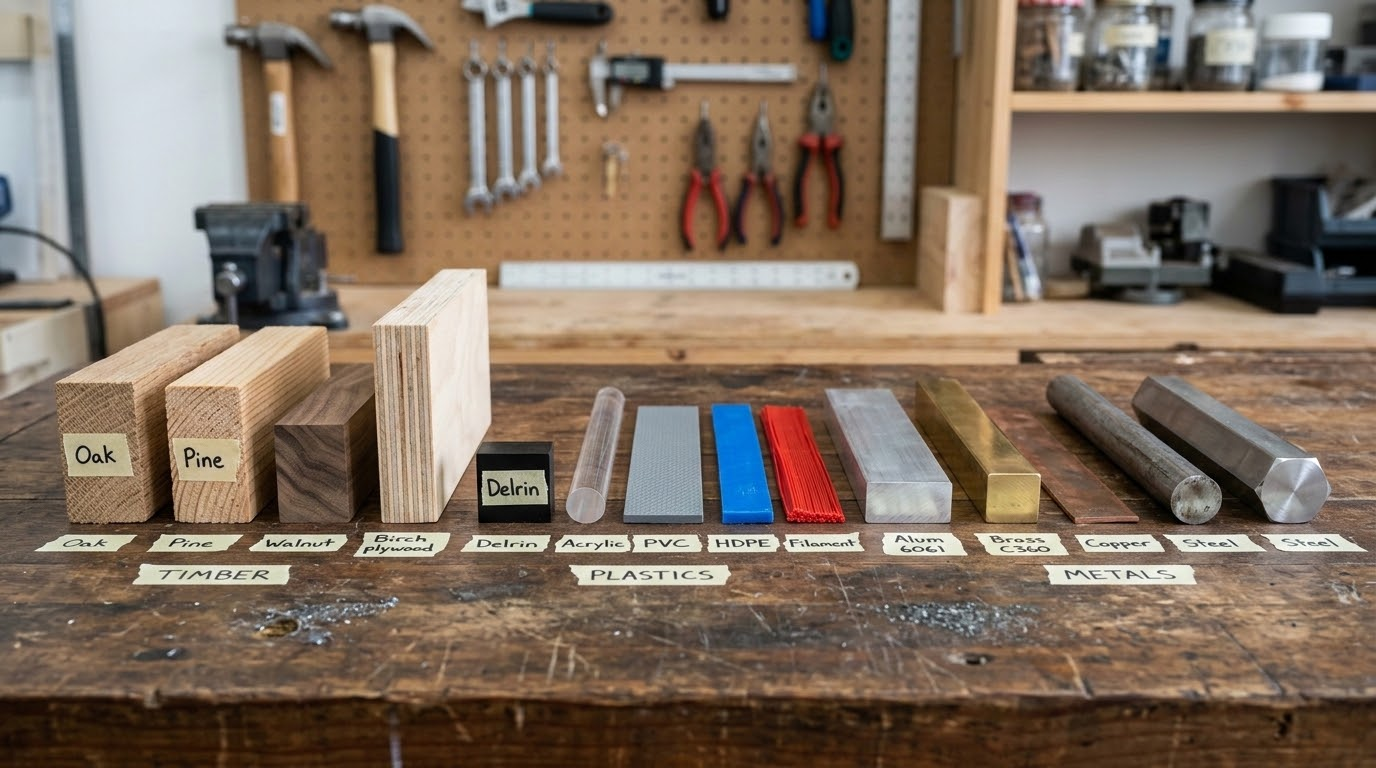 Oak
Pine
Delrin
Oak
Pine
Walnut
Birch
plywood
Delrin
Acrylic
PVC
HDPE
Filament
Alum
6061
Brass
C360
Copper
Steel
Steel
TIMBER
PLASTICS
METALS